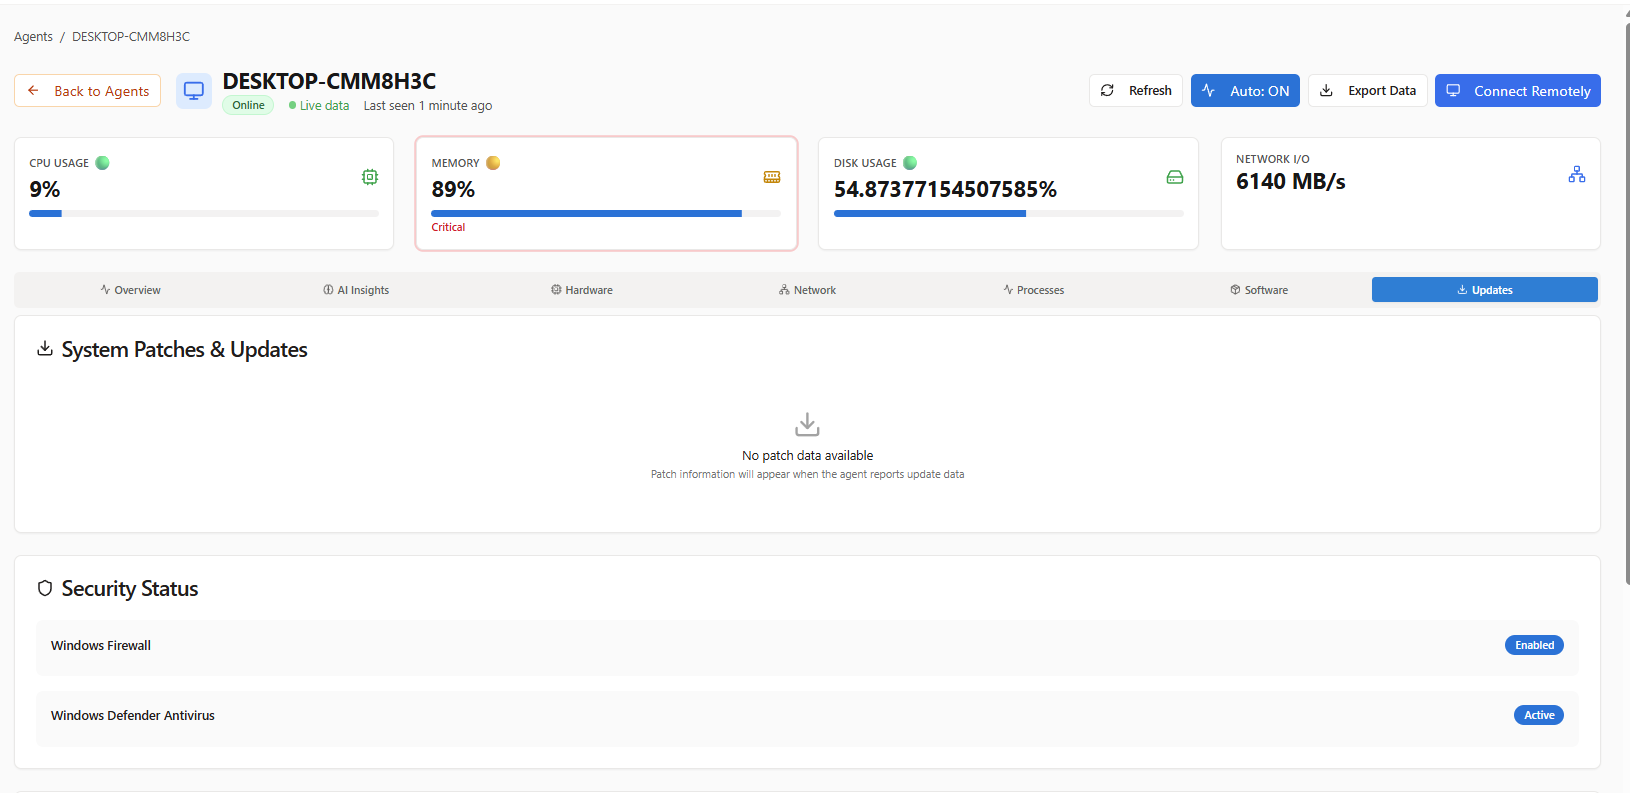 Agents / DESKTOP-CMM8H3C
Back to Agents
DESKTOP-CMM8H3C
Online Live data Last seen 1 minute ago
Refresh
Auto: ON
Export Data
Connect Remotely
CPU USAGE
9%
MEMORY
89%
Critical
DISK USAGE
54.87377154507585%
NETWORK I/O
6140 MB/s
Overview
AI Insights
Hardware
Network
Processes
Software
Updates
System Patches & Updates
No patch data available
Patch information will appear when the agent reports update data
Security Status
Windows Firewall
Enabled
Windows Defender Antivirus
Active